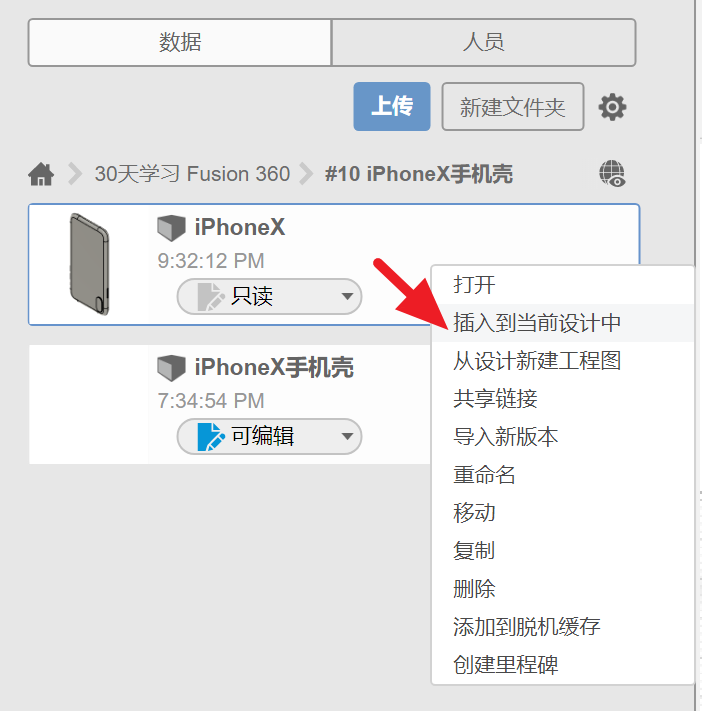 数据
人员
上传
新建文件夹
30天学习 Fusion 360
#10 iPhoneX手机壳
iPhoneX
9:32:12 PM
只读
iPhoneX手机壳
7:34:54 PM
可编辑
打开
插入到当前设计中
从设计新建工程图
共享链接
导入新版本
重命名
移动
复制
删除
添加到脱机缓存
创建里程碑